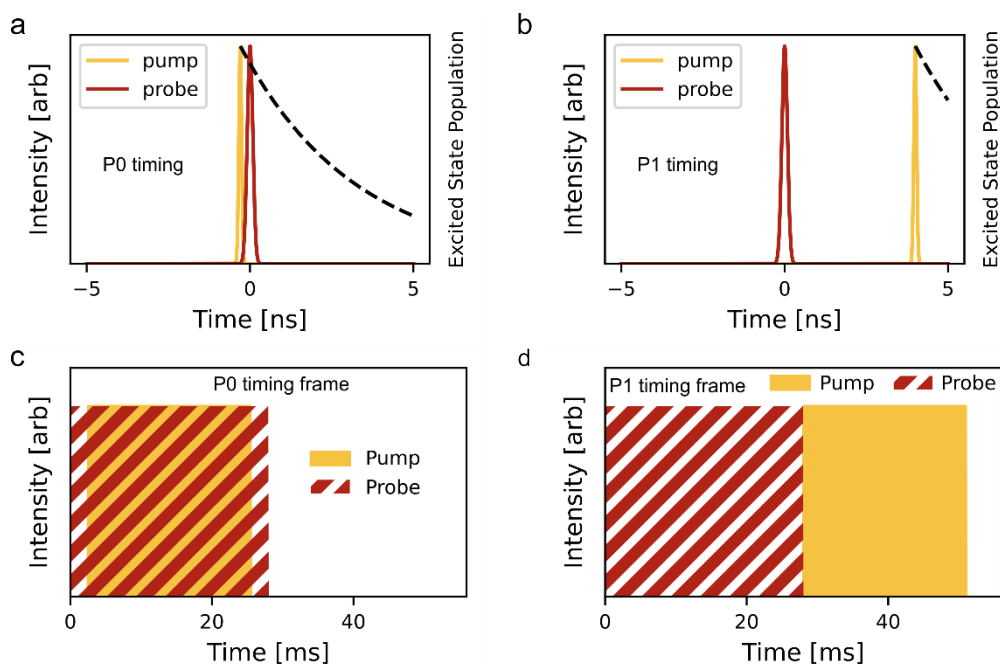 a
pump
probe
P0 timing
Intensity [arb]
Excited State Population
−5
0
5
Time [ns]
b
pump
probe
P1 timing
Intensity [arb]
Excited State Population
−5
0
5
Time [ns]
c
P0 timing frame
Pump
Probe
Intensity [arb]
0
20
40
Time [ms]
d
P1 timing frame
Pump
Probe
Intensity [arb]
0
20
40
Time [ms]